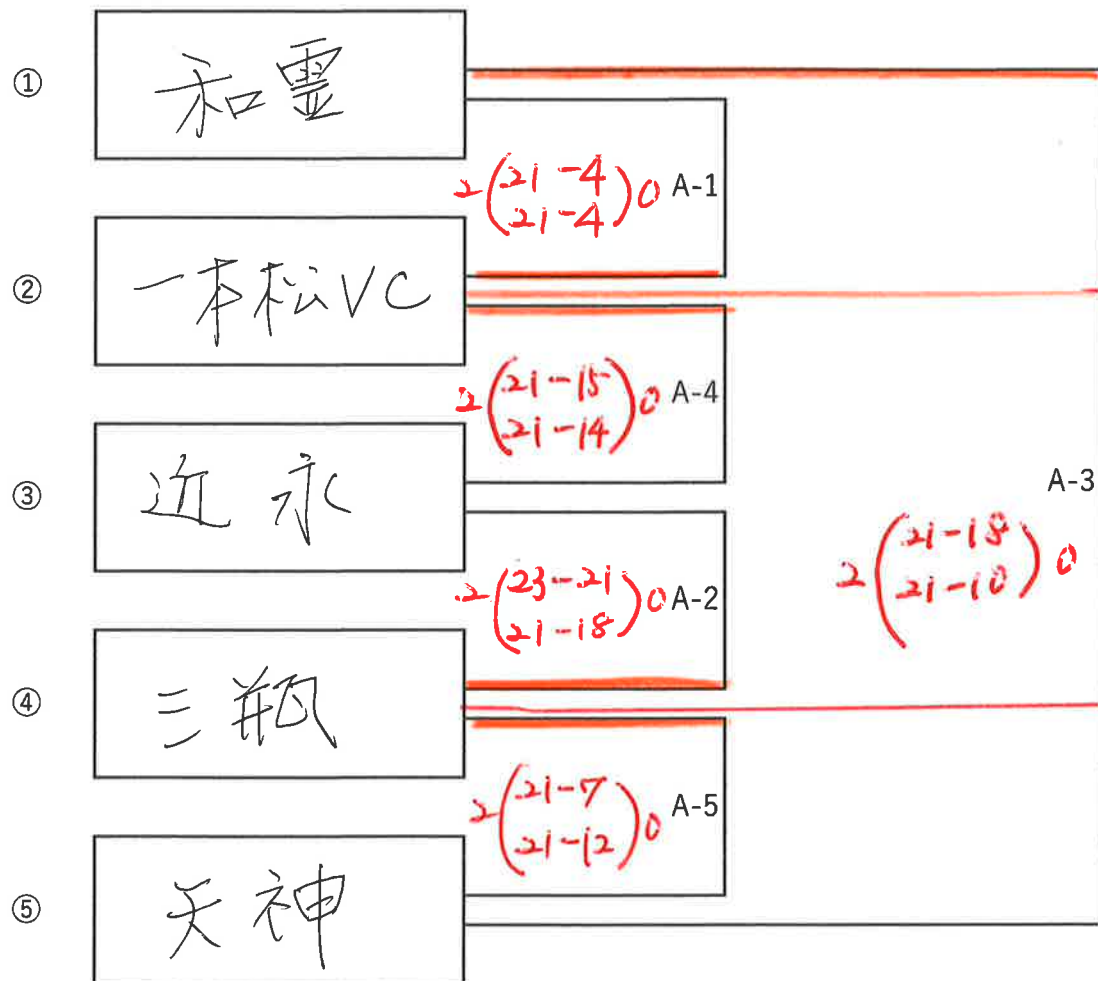 ① 和霊
2(21-4 21-4)0 A-1
② 一本松VC
2(21-15 21-14)0 A-4
③ 近永
A-3
2(21-18 21-10)0
2(23-21 21-18)0 A-2
④ 三瓶
2(21-7 21-12)0 A-5
⑤ 天神